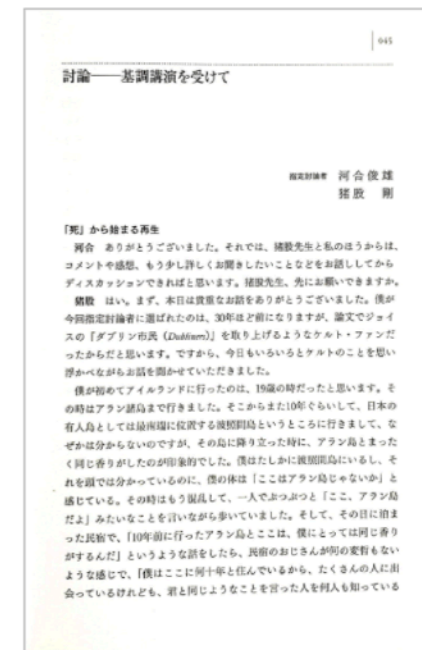 045
討論——基調講演を受けて
指定討論者 河合俊雄
猪股 剛
「死」から始まる再生
河合 ありがとうございました。それでは、猪股先生と私のほうからは、
コメントや感想、もう少し詳しくお聞きしたいことなどをお話ししてから
ディスカッションできればと思います。猪股先生、先にお願いできますか。
猪股 はい。まず、本日は貴重なお話をありがとうございました。僕が
今回指定討論者に選ばれたのは、30年ほど前になりますが、論文でジョイ
スの『ダブリン市民（Dubliners）』を取り上げるようなケルト・ファンだ
ったからだと思います。ですから、今日もいろいろとケルトのことを思い
浮かべながらお話を聞かせていただきました。
僕が初めてアイルランドに行ったのは、19歳の時だったと思います。そ
の時はアラン諸島まで行きました。そこからまた10年ぐらいして、日本の
有人島としては最南端に位置する波照間島というところに行きまして、な
ぜかは分からないのですが、その島に降り立った時に、アラン島とまった
く同じ香りがしたのが印象的でした。僕はたしかに波照間島にいるし、そ
れを頭では分かっているのに、僕の体は「ここはアラン島じゃないか」と
感じている。その時はもう混乱して、一人でぶつぶつと「ここ、アラン島
だよ」みたいなことを言いながら歩いていました。そして、その日に泊ま
った民宿で、「10年前に行ったアラン島とここは、僕にとっては同じ香り
がするんだ」というような話をしたら、民宿のおじさんが何の変哲もない
ような感じで、「僕はここに何十年と住んでいるから、たくさんの人に出
会っているけれども、君と同じようなことを言った人を何人も知っている